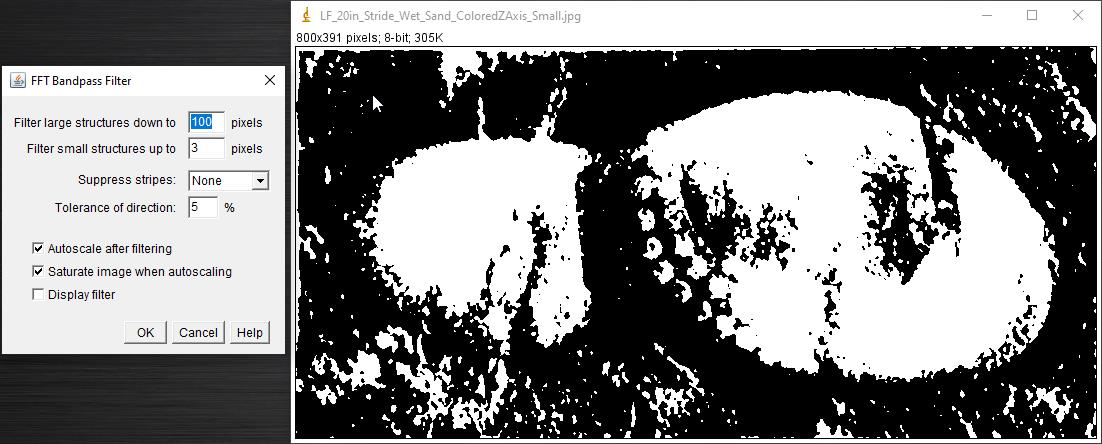 LF_20in_Stride_Wet_Sand_ColoredZAxis_Small.jpg
800x391 pixels; 8-bit; 305K
FFT Bandpass Filter
Filter large structures down to 100 pixels
Filter small structures up to 3 pixels
Suppress stripes: None
Tolerance of direction: 5 %
Autoscale after filtering
Saturate image when autoscaling
Display filter
OK Cancel Help